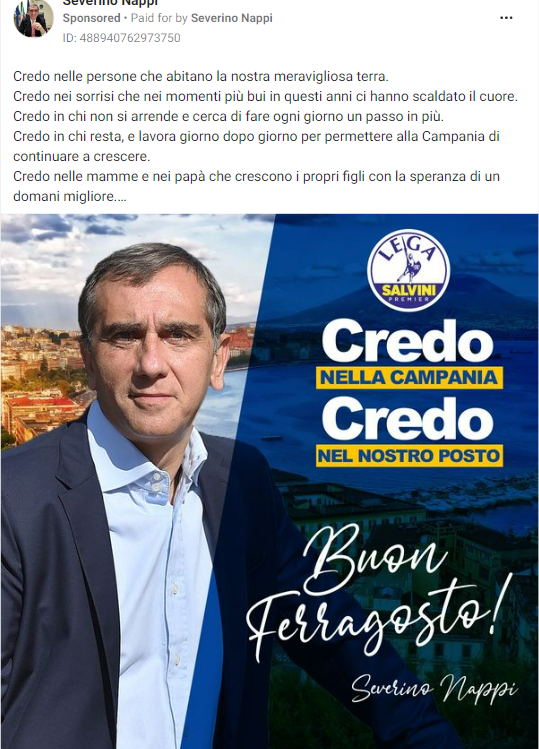 Severino Nappi
Sponsored • Paid for by Severino Nappi
ID: 488940762973750
Credo nelle persone che abitano la nostra meravigliosa terra.
Credo nei sorrisi che nei momenti più bui in questi anni ci hanno scaldato il cuore.
Credo in chi non si arrende e cerca di fare ogni giorno un passo in più.
Credo in chi resta, e lavora giorno dopo giorno per permettere alla Campania di
continuare a crescere.
Credo nelle mamme e nei papà che crescono i propri figli con la speranza di un
domani migliore....
LEGA
SALVINI
PREMIER
Credo
NELLA CAMPANIA
Credo
NEL NOSTRO POSTO
Buon
Ferragosto!
Severino Nappi